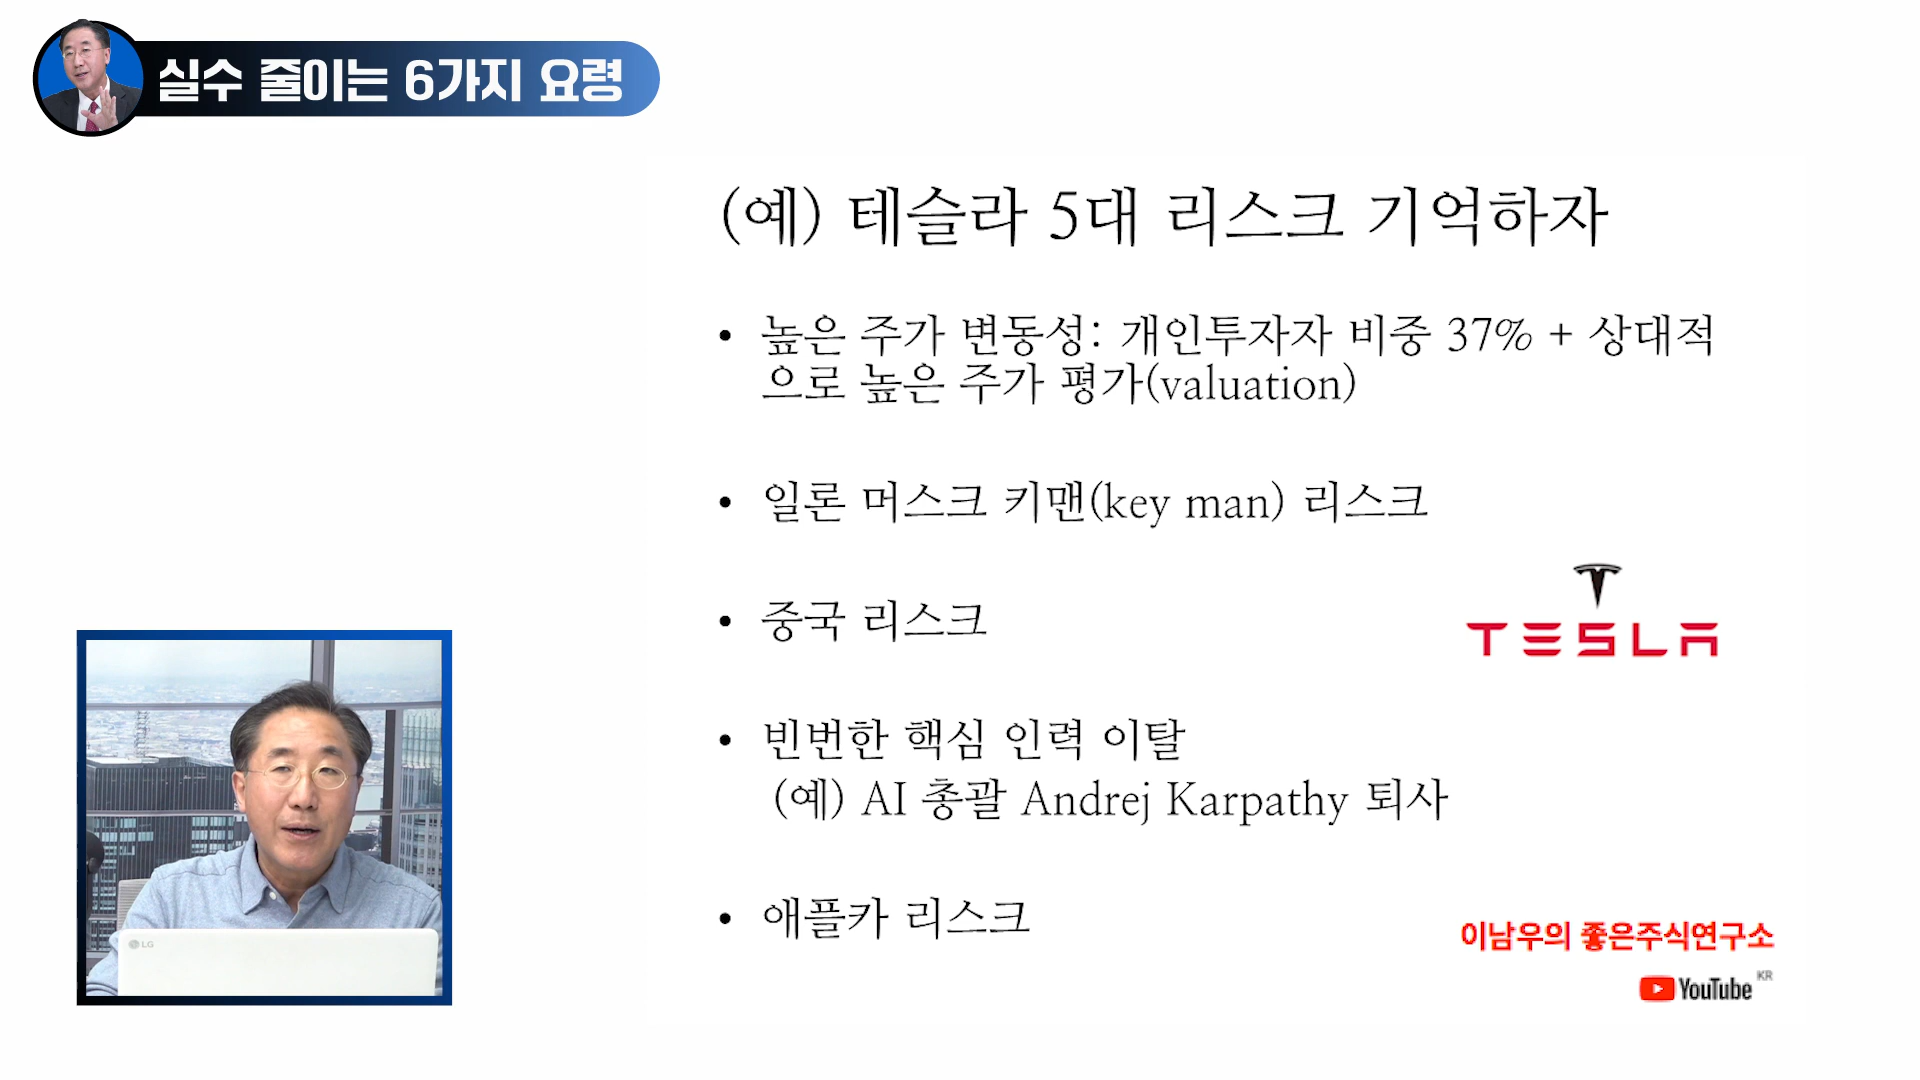 실수 줄이는 6가지 요령
(예) 테슬라 5대 리스크 기억하자
• 높은 주가 변동성: 개인투자자 비중 37% + 상대적
으로 높은 주가 평가(valuation)
• 일론 머스크 키맨(key man) 리스크
• 중국 리스크
TESLA
• 빈번한 핵심 인력 이탈
(예) AI 총괄 Andrej Karpathy 퇴사
• 애플카 리스크
이남우의 좋은주식연구소
YouTube KR
LG